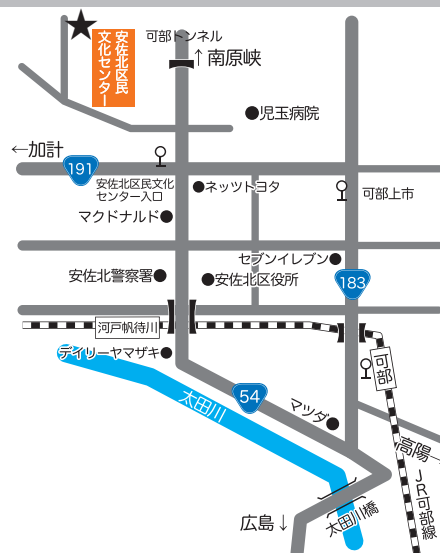 可部トンネル
安佐北区民
文化センター
↑南原峡
児玉病院
←加計
191
安佐北区民文化
センター入口
ネッツトヨタ
可部上市
マクドナルド
セブンイレブン
安佐北警察署
安佐北区役所
183
河戸帆待川
デイリーヤマザキ
可部
54
太田川
マツダ
高陽→
JR可部線
広島↓
太田川橋